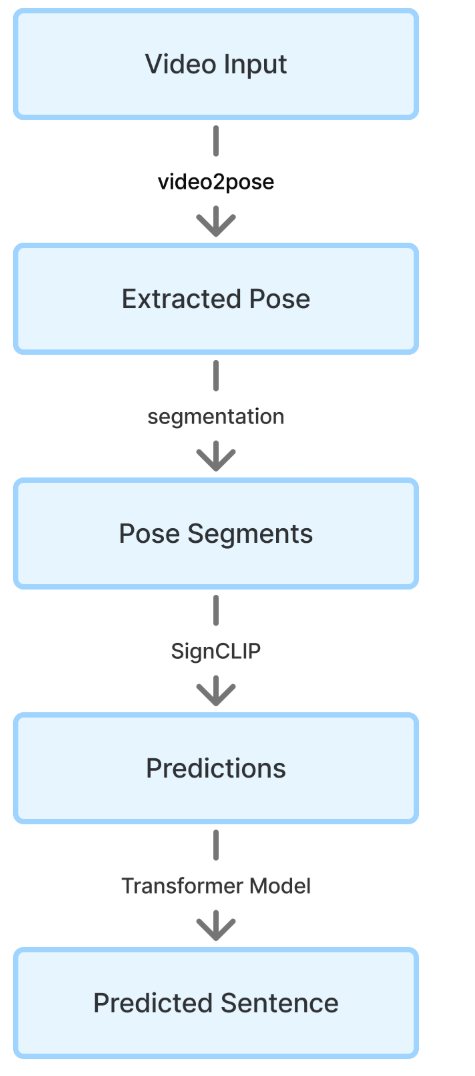 Video Input
video2pose
Extracted Pose
segmentation
Pose Segments
SignCLIP
Predictions
Transformer Model
Predicted Sentence